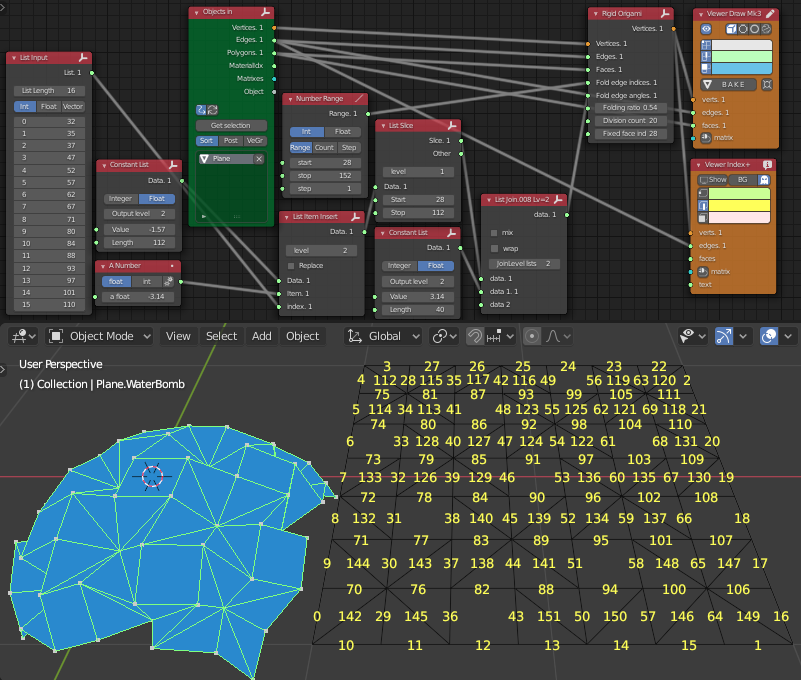 List Input
List. 1
List Length 16
Int Float Vector
0 32
1 35
2 37
3 47
4 52
5 57
6 62
7 67
8 71
9 80
10 84
11 88
12 93
13 97
14 101
15 110
Constant List
Data. 1
Integer Float
Output level 2
Value -1.57
Length 112
A Number
float int
a float -3.14
Objects in
Vertices. 1
Edges. 1
Polygons. 1
MaterialIdx
Matrixes
Object
Get selection
Sort Post VeGr
Plane
Number Range
Range. 1
Int Float
Range Count Step
start 28
stop 152
step 1
List Item Insert
level 2
Replace
Data. 1
Item. 1
index. 1
List Slice
Slice. 1
Other
level 1
Data. 1
Start 28
Stop 112
Constant List
Data. 1
Integer Float
Output level 2
Value 3.14
Length 40
List Join.008 Lv=2
data. 1
mix
wrap
JoinLevel lists 2
data. 1
data 1. 1
data 2
Rigid Origami
Vertices. 1
Vertices. 1
Edges. 1
Faces. 1
Fold edge indices. 1
Fold edge angles. 1
Folding ratio 0.54
Division count 20
Fixed face ind 28
Viewer Draw Mk3
BAKE
verts. 1
edges. 1
faces. 1
matrix
Viewer Index+
Show BG
verts. 1
edges. 1
faces
matrix
text
Object Mode View Select Add Object Global
User Perspective
(1) Collection | Plane.WaterBomb
3 27 26 25 24 23 22
4 112 28 115 35 117 42 116 49 56 119 63 120 2
75 81 87 93 99 105 111
5 114 34 113 41 48 123 55 125 62 121 69 118 21
74 80 86 92 98 104 110
6 33 128 40 127 47 124 54 122 61 68 131 20
73 79 85 91 97 103 109
7 133 32 126 39 129 46 53 136 60 135 67 130 19
72 78 84 90 96 102 108
8 132 31 38 140 45 139 52 134 59 137 66 18
71 77 83 89 95 101 107
9 144 30 143 37 138 44 141 51 58 148 65 147 17
70 76 82 88 94 100 106
0 142 29 145 36 43 151 50 150 57 146 64 149 16
10 11 12 13 14 15 1